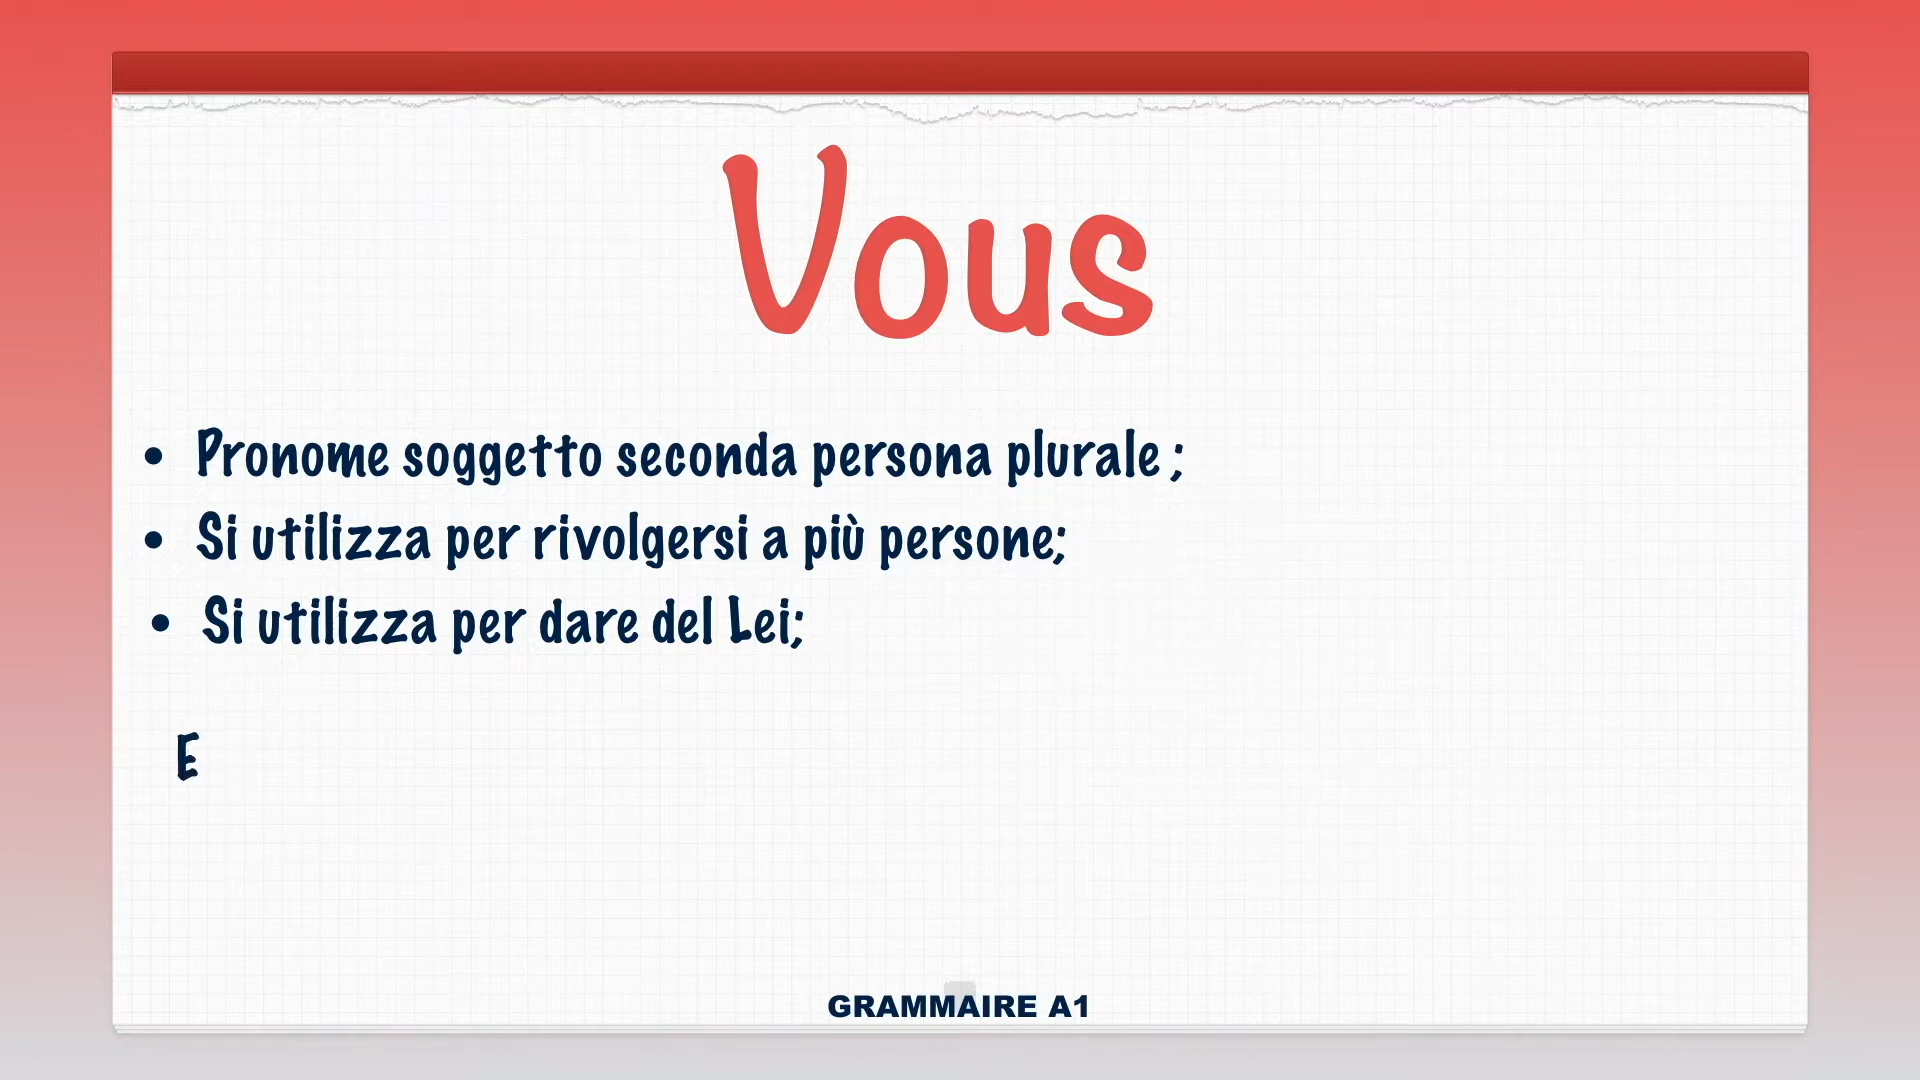 Vous
• Pronome soggetto seconda persona plurale ;
• Si utilizza per rivolgersi a più persone;
• Si utilizza per dare del Lei;
E
GRAMMAIRE A1